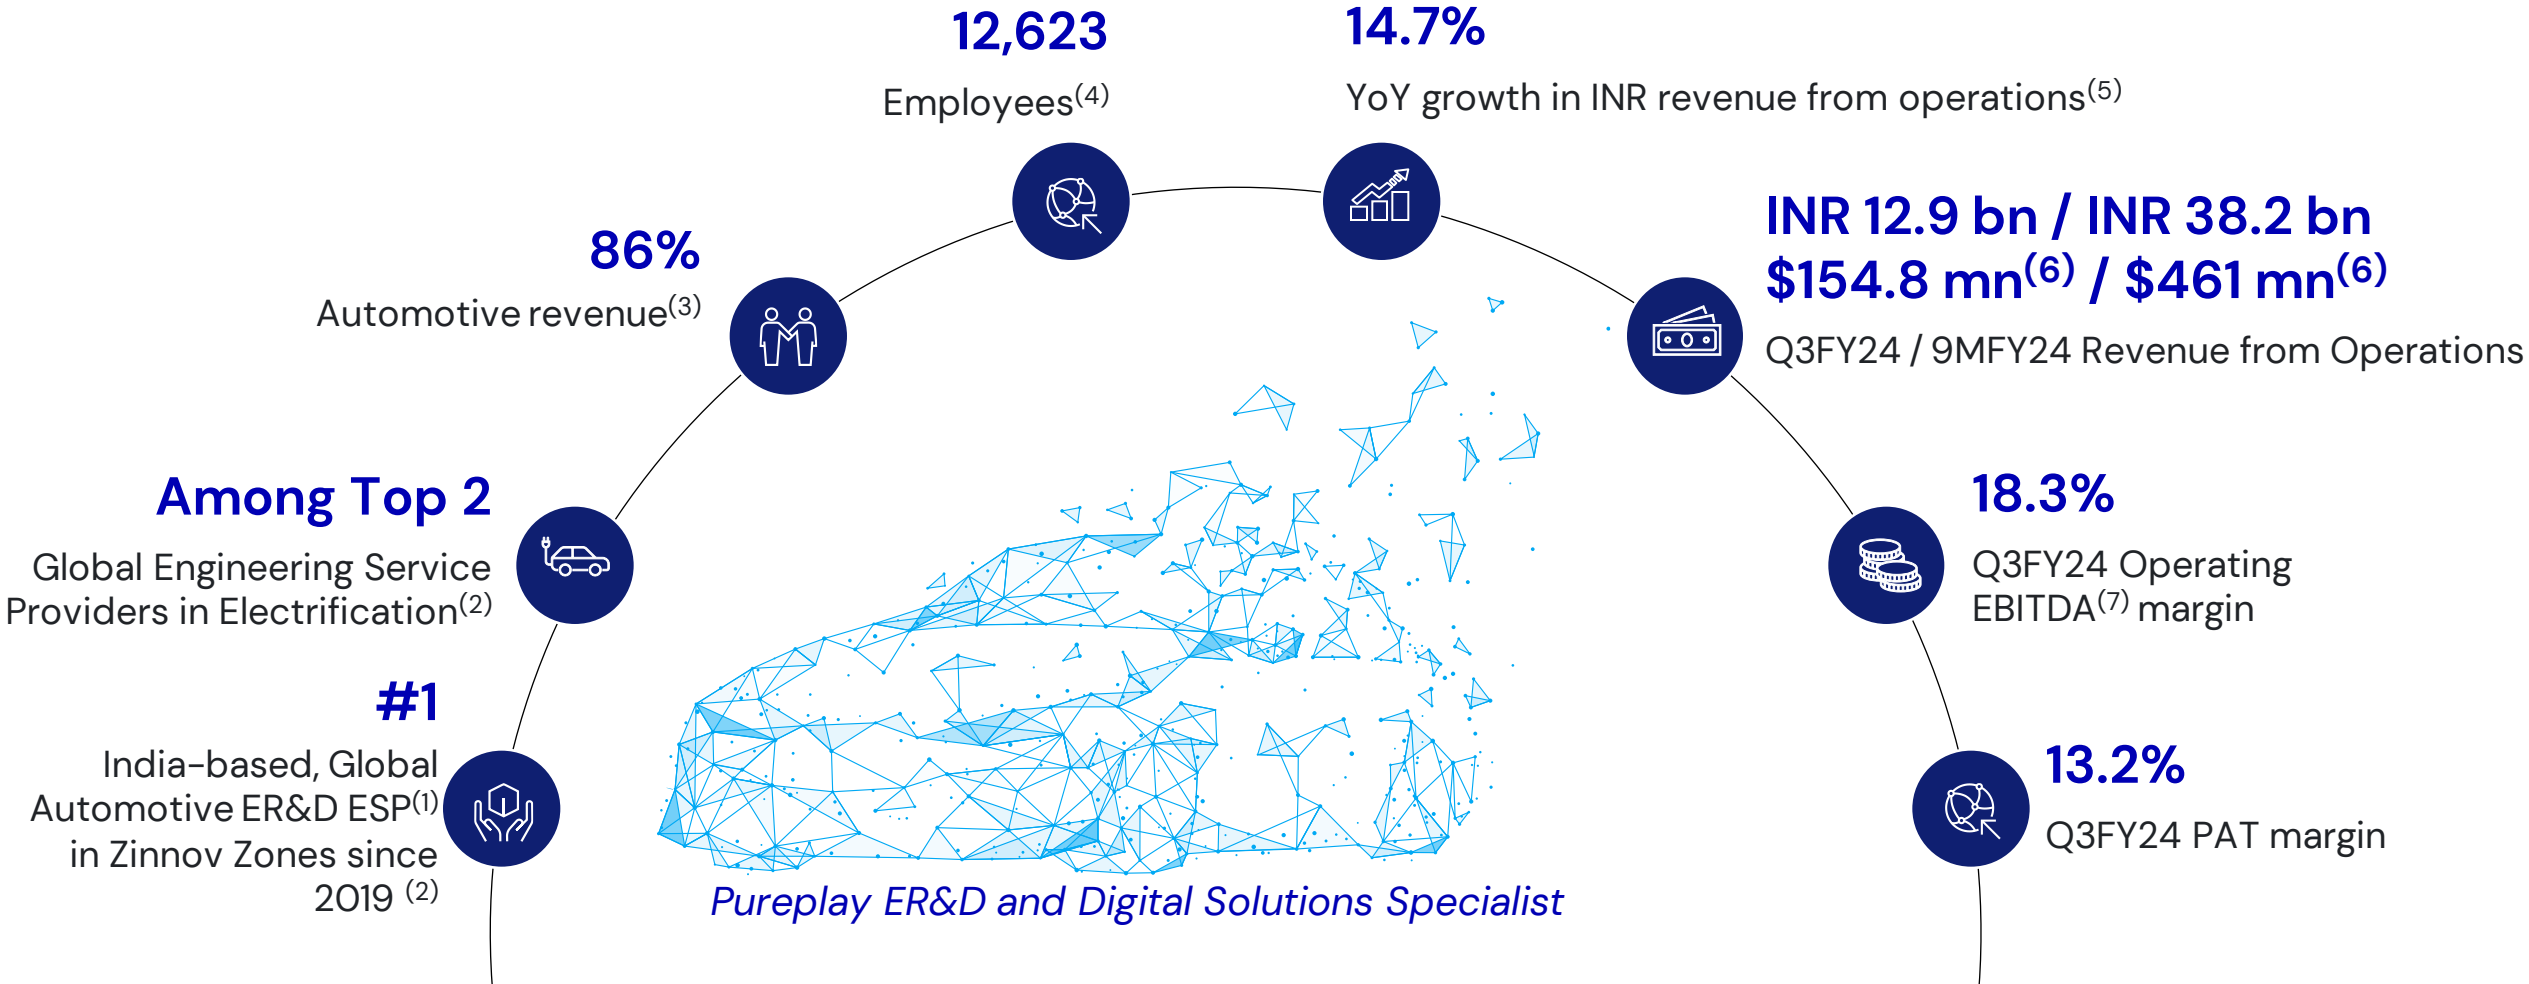 12,623
Employees(4)
14.7%
YoY growth in INR revenue from operations(5)
86%
Automotive revenue(3)
INR 12.9 bn / INR 38.2 bn
$154.8 mn(6) / $461 mn(6)
Q3FY24 / 9MFY24 Revenue from Operations
Among Top 2
Global Engineering Service
Providers in Electrification(2)
18.3%
Q3FY24 Operating
EBITDA(7) margin
#1
India-based, Global
Automotive ER&D ESP(1)
in Zinnov Zones since
2019 (2)
13.2%
Q3FY24 PAT margin
Pureplay ER&D and Digital Solutions Specialist